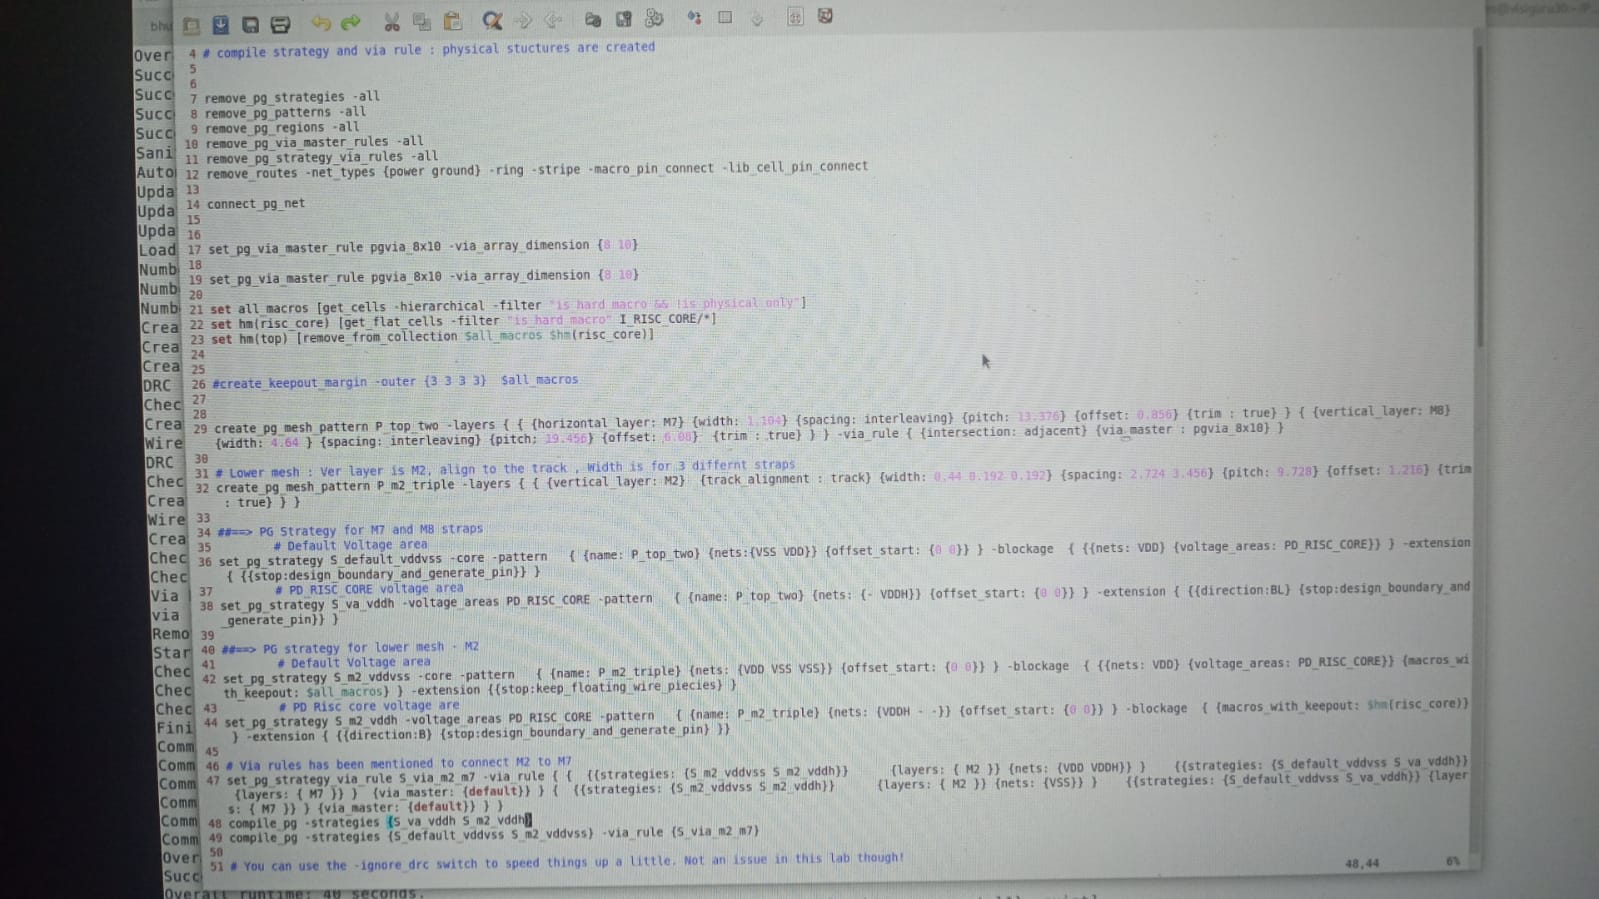 bhu
Over
Succ
Succ
Succ
Succ
Sani
Auto
Upda
Upda
Upda
Load
Numb
Numb
Numb
Crea
Crea
Crea
DRC
Chec
Crea
Wire
DRC
Chec
Crea
Wire
Crea
Chec
Chec
Via
via
Remo
Star
Chec
Chec
Chec
Fini
Comm
Comm
Comm
Comm
Comm
Comm
Over
Succ
Overall runtime: 40 seconds.
4 # compile strategy and via rule : physical stuctures are created
5
6
7 remove_pg_strategies -all
8 remove_pg_patterns -all
9 remove_pg_regions -all
10 remove_pg_via_master_rules -all
11 remove_pg_strategy_via_rules -all
12 remove_routes -net_types {power ground} -ring -stripe -macro_pin_connect -lib_cell_pin_connect
13
14 connect_pg_net
15
16
17 set_pg_via_master_rule pgvia_8x10 -via_array_dimension {8 10}
18
19 set_pg_via_master_rule pgvia_8x10 -via_array_dimension {8 10}
20
21 set all_macros [get_cells -hierarchical -filter "is_hard_macro && !is_physical_only"]
22 set hm(risc_core) [get_flat_cells -filter "is_hard_macro" I_RISC_CORE/*]
23 set hm(top) [remove_from_collection $all_macros $hm(risc_core)]
24
25
26 #create_keepout_margin -outer {3 3 3 3}  $all_macros
27
28
29 create_pg_mesh_pattern P_top_two -layers { { {horizontal_layer: M7} {width: 1.104} {spacing: interleaving} {pitch: 13.376} {offset: 0.856} {trim : true} } { {vertical_layer: M8}
{width: 4.64 } {spacing: interleaving} {pitch: 19.456} {offset: 6.08}  {trim : true} } } -via_rule { {intersection: adjacent} {via_master : pgvia_8x10} }
30
31 # Lower mesh : Ver layer is M2, align to the track , Width is for 3 differnt straps
32 create_pg_mesh_pattern P_m2_triple -layers { { {vertical_layer: M2}  {track_alignment : track} {width: 0.44 0.192 0.192} {spacing: 2.724 3.456} {pitch: 9.728} {offset: 1.216} {trim
: true} } }
33
34 ##==> PG Strategy for M7 and M8 straps
35 # Default Voltage area
36 set_pg_strategy S_default_vddvss -core -pattern   { {name: P_top_two} {nets:{VSS VDD}} {offset_start: {0 0}} } -blockage  { {{nets: VDD} {voltage_areas: PD_RISC_CORE}} } -extension
{ {{stop:design_boundary_and_generate_pin}} }
37 # PD_RISC_CORE voltage area
38 set_pg_strategy S_va_vddh -voltage_areas PD_RISC_CORE -pattern   { {name: P_top_two} {nets: {- VDDH}} {offset_start: {0 0}} } -extension { {{direction:BL} {stop:design_boundary_and
_generate_pin}} }
39
40 ##==> PG strategy for lower mesh - M2
41 # Default Voltage area
42 set_pg_strategy S_m2_vddvss -core -pattern   { {name: P_m2_triple} {nets: {VDD VSS VSS}} {offset_start: {0 0}} } -blockage  { {{nets: VDD} {voltage_areas: PD_RISC_CORE}} {macros_wi
th_keepout: $all_macros} } -extension {{stop:keep_floating_wire_piecies} }
43 # PD Risc core voltage are
44 set_pg_strategy S_m2_vddh -voltage_areas PD_RISC_CORE -pattern   { {name: P_m2_triple} {nets: {VDDH - -}} {offset_start: {0 0}} } -blockage  { {macros_with_keepout: $hm(risc_core)}
} -extension { {{direction:B} {stop:design_boundary_and_generate_pin} }}
45
46 # Via rules has been mentioned to connect M2 to M7
47 set_pg_strategy_via_rule S_via_m2_m7 -via_rule { {  {{strategies: {S_m2_vddvss S_m2_vddh}} {layers: { M2 }} {nets: {VDD VDDH}} } {{strategies: {S_default_vddvss S_va_vddh}}
{layers: { M7 }} }  {via_master: {default}} } {  {{strategies: {S_m2_vddvss S_m2_vddh}} {layers: { M2 }} {nets: {VSS}} } {{strategies: {S_default_vddvss S_va_vddh}} {layer
s: { M7 }} } {via_master: {default}} } }
48 compile_pg -strategies {S_va_vddh S_m2_vddh}
49 compile_pg -strategies {S_default_vddvss S_m2_vddvss} -via_rule {S_via_m2_m7}
50
51 # You can use the -ignore_drc switch to speed things up a little. Not an issue in this lab though!
48,44 6%